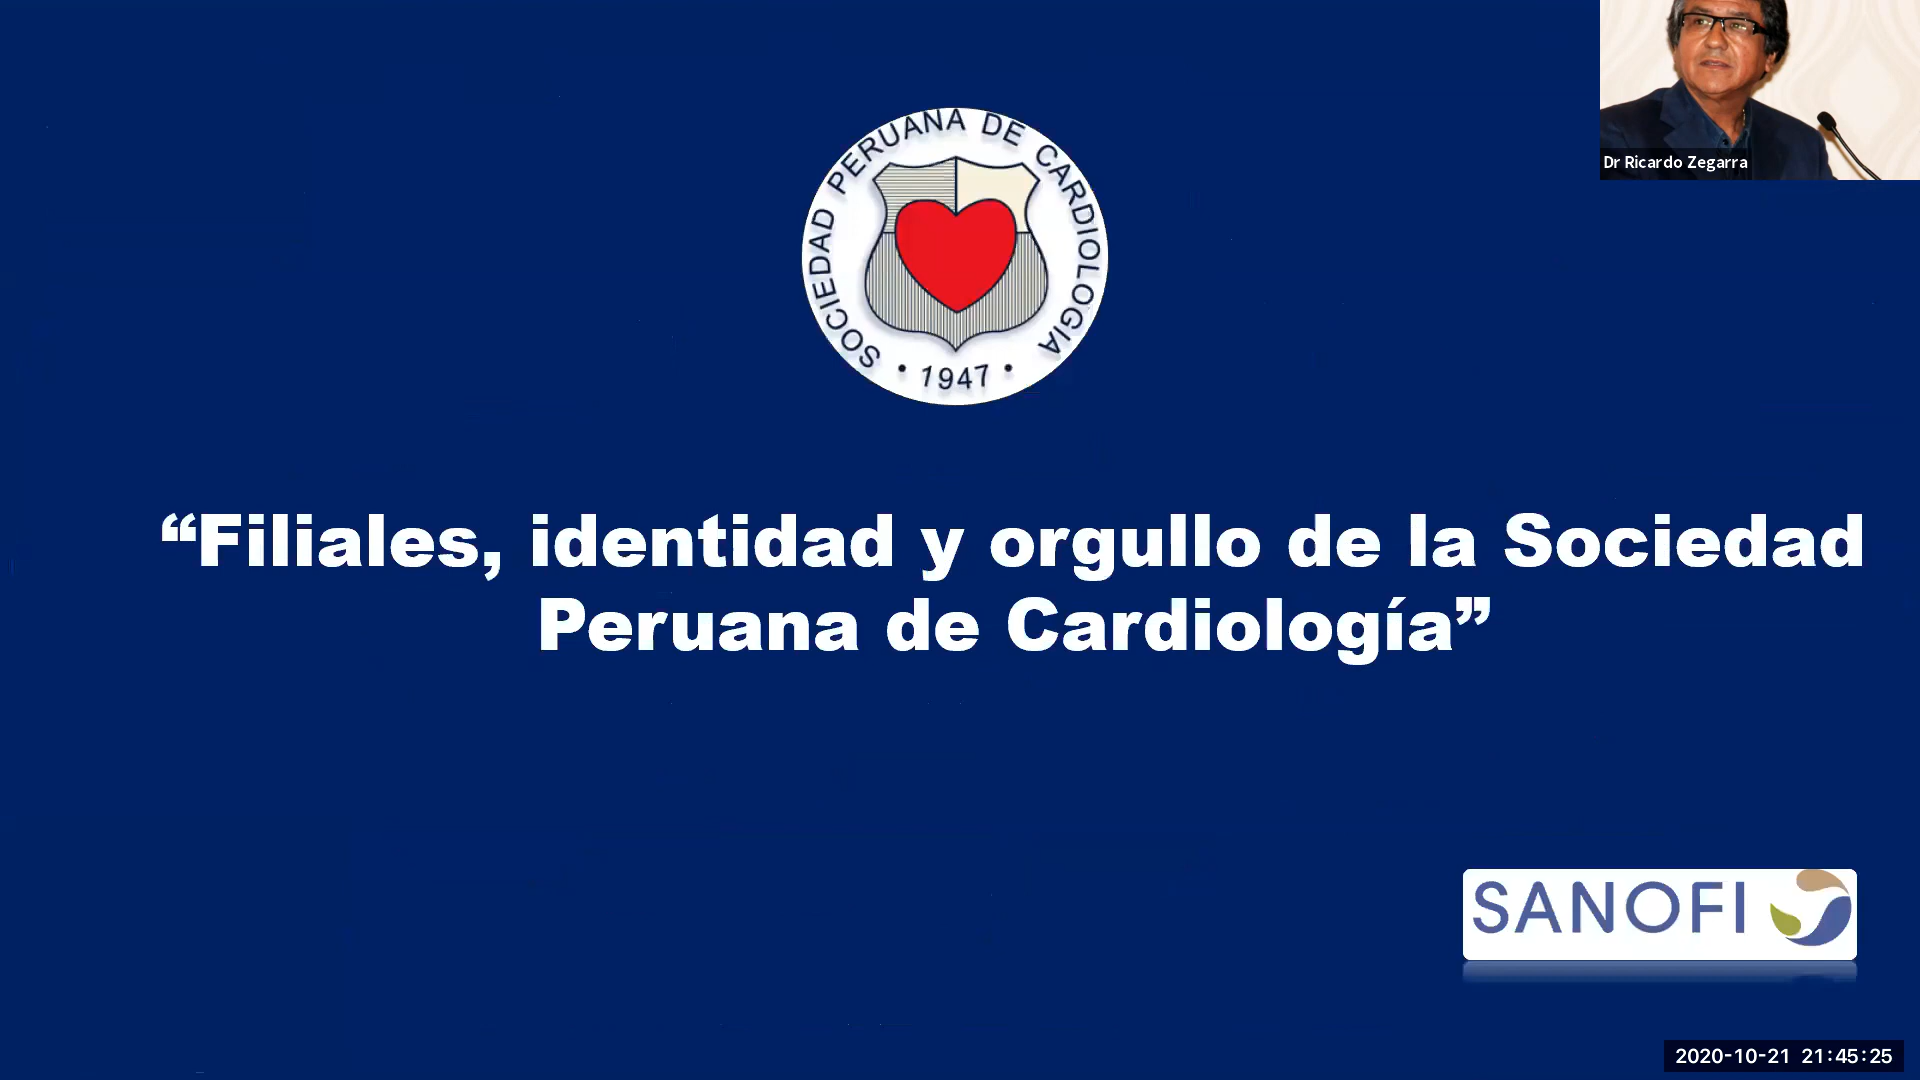 Dr Ricardo Zegarra
SOCIEDAD PERUANA DE CARDIOLOGIA
• 1947 •
“Filiales, identidad y orgullo de la Sociedad
Peruana de Cardiología”
SANOFI
2020-10-21 21:45:25